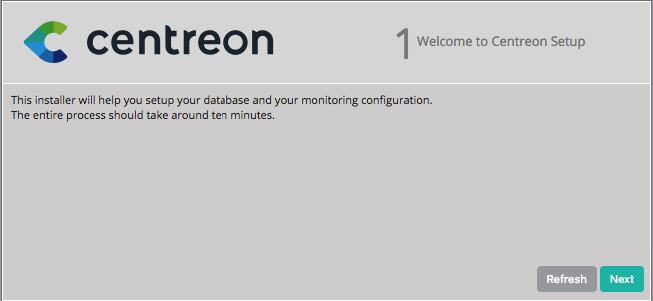 centreon
1 Welcome to Centreon Setup
This installer will help you setup your database and your monitoring configuration.
The entire process should take around ten minutes.
Refresh Next